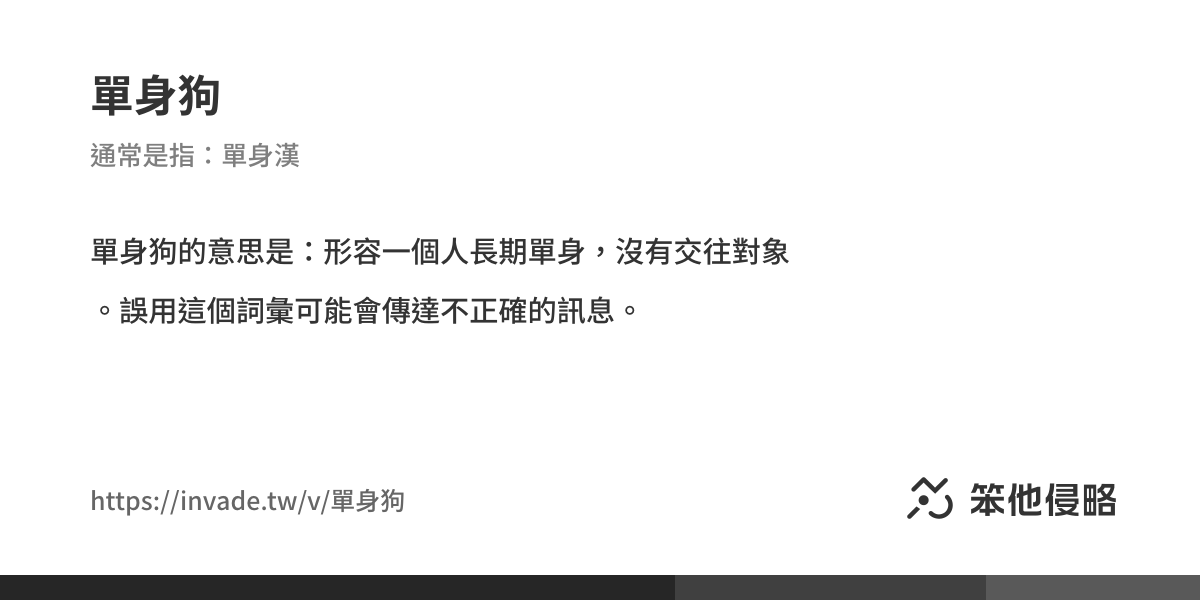 單身狗
通常是指：單身漢
單身狗的意思是：形容一個人長期單身，沒有交往對象
。誤用這個詞彙可能會傳達不正確的訊息。
https://invade.tw/v/單身狗
笨他侵略